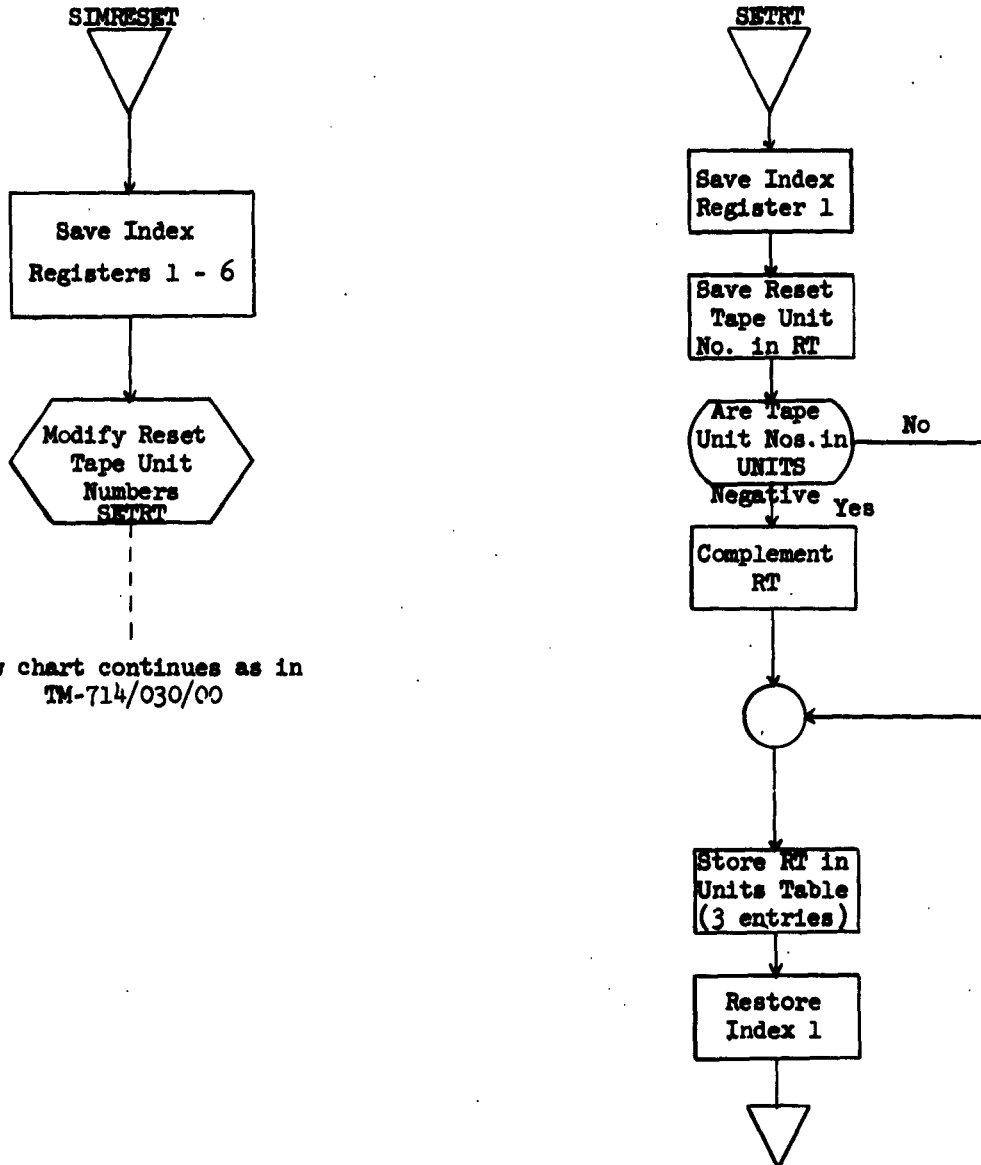 SIMRESET
Save Index
Registers 1 - 6
Modify Reset
Tape Unit
Numbers
SETRT
chart continues as in
TM-714/030/00
SETRT
Save Index
Register 1
Save Reset
Tape Unit
No. in RT
Are Tape
Unit Nos.in
UNITS
Negative
No
Yes
Complement
RT
Store RT in
Units Table
(3 entries)
Restore
Index 1